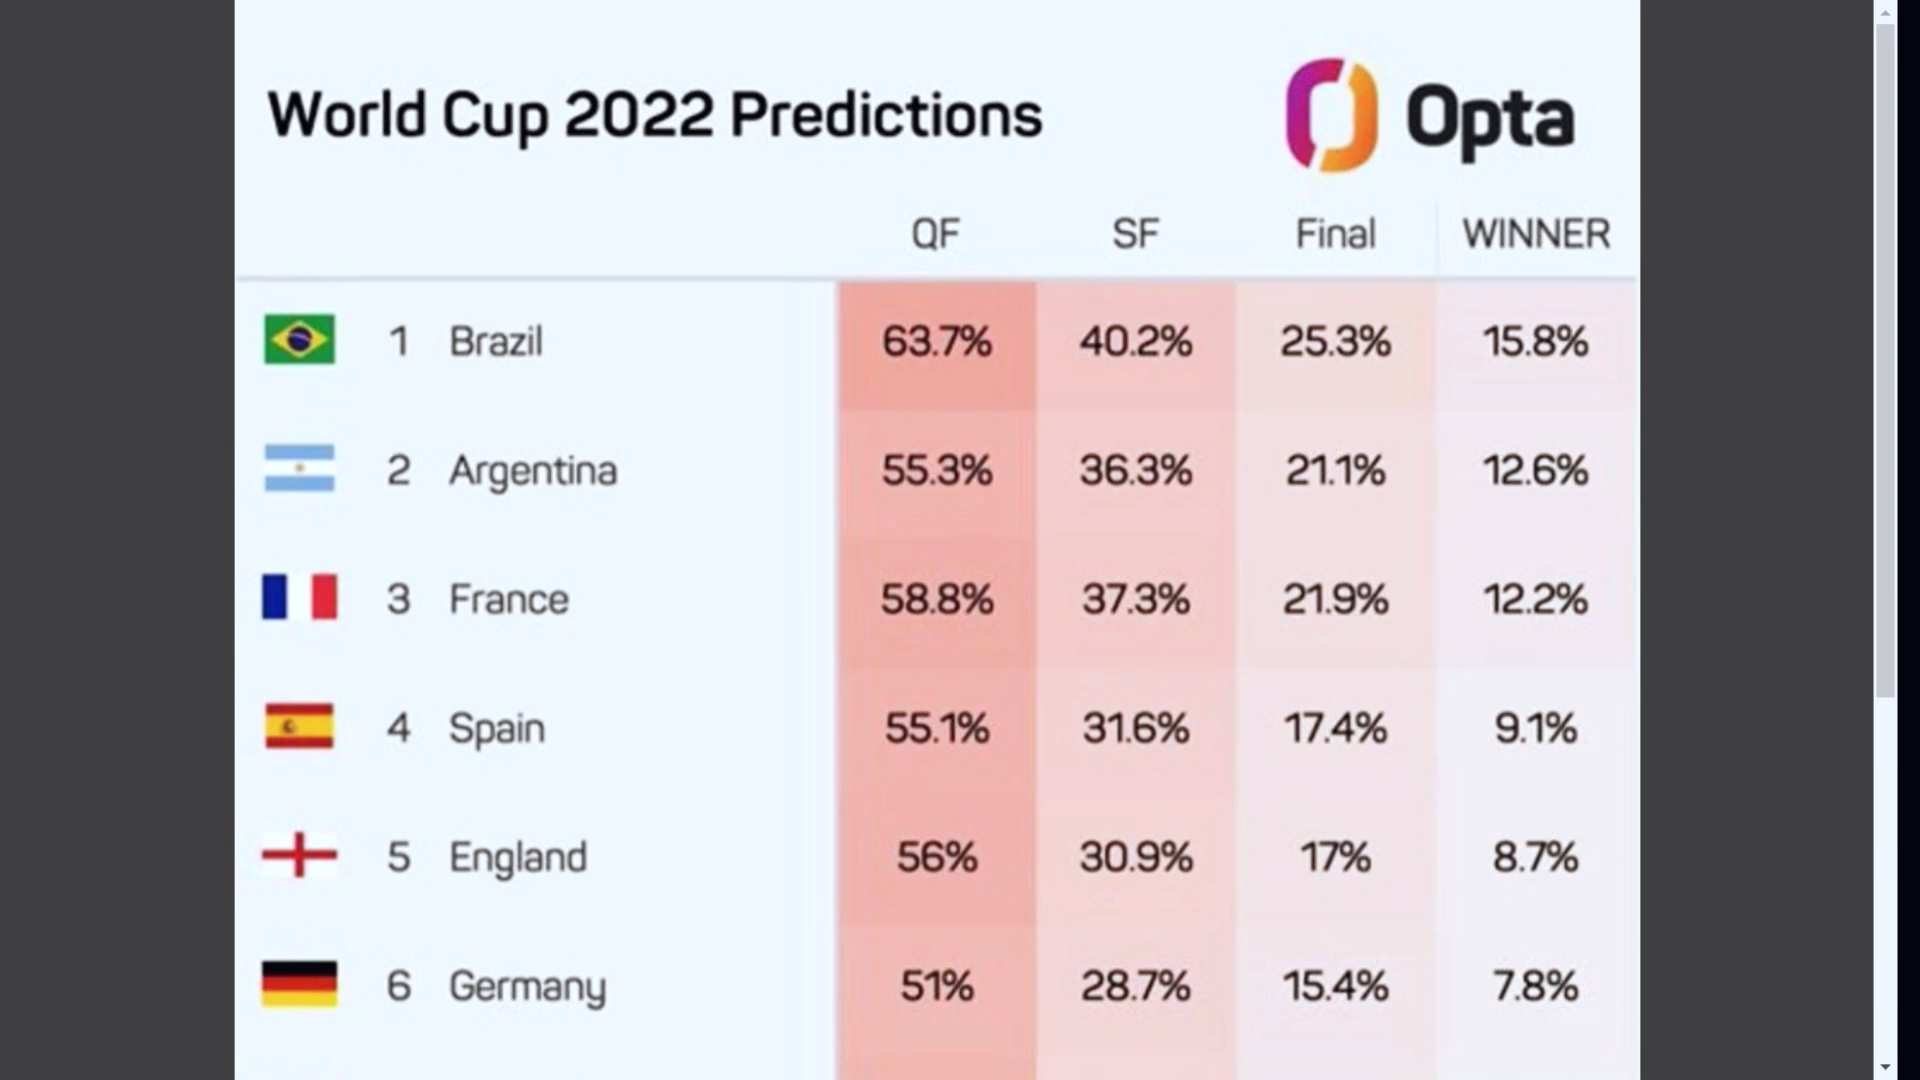 World Cup 2022 Predictions
Opta
QF SF Final WINNER
1 Brazil 63.7% 40.2% 25.3% 15.8%
2 Argentina 55.3% 36.3% 21.1% 12.6%
3 France 58.8% 37.3% 21.9% 12.2%
4 Spain 55.1% 31.6% 17.4% 9.1%
5 England 56% 30.9% 17% 8.7%
6 Germany 51% 28.7% 15.4% 7.8%